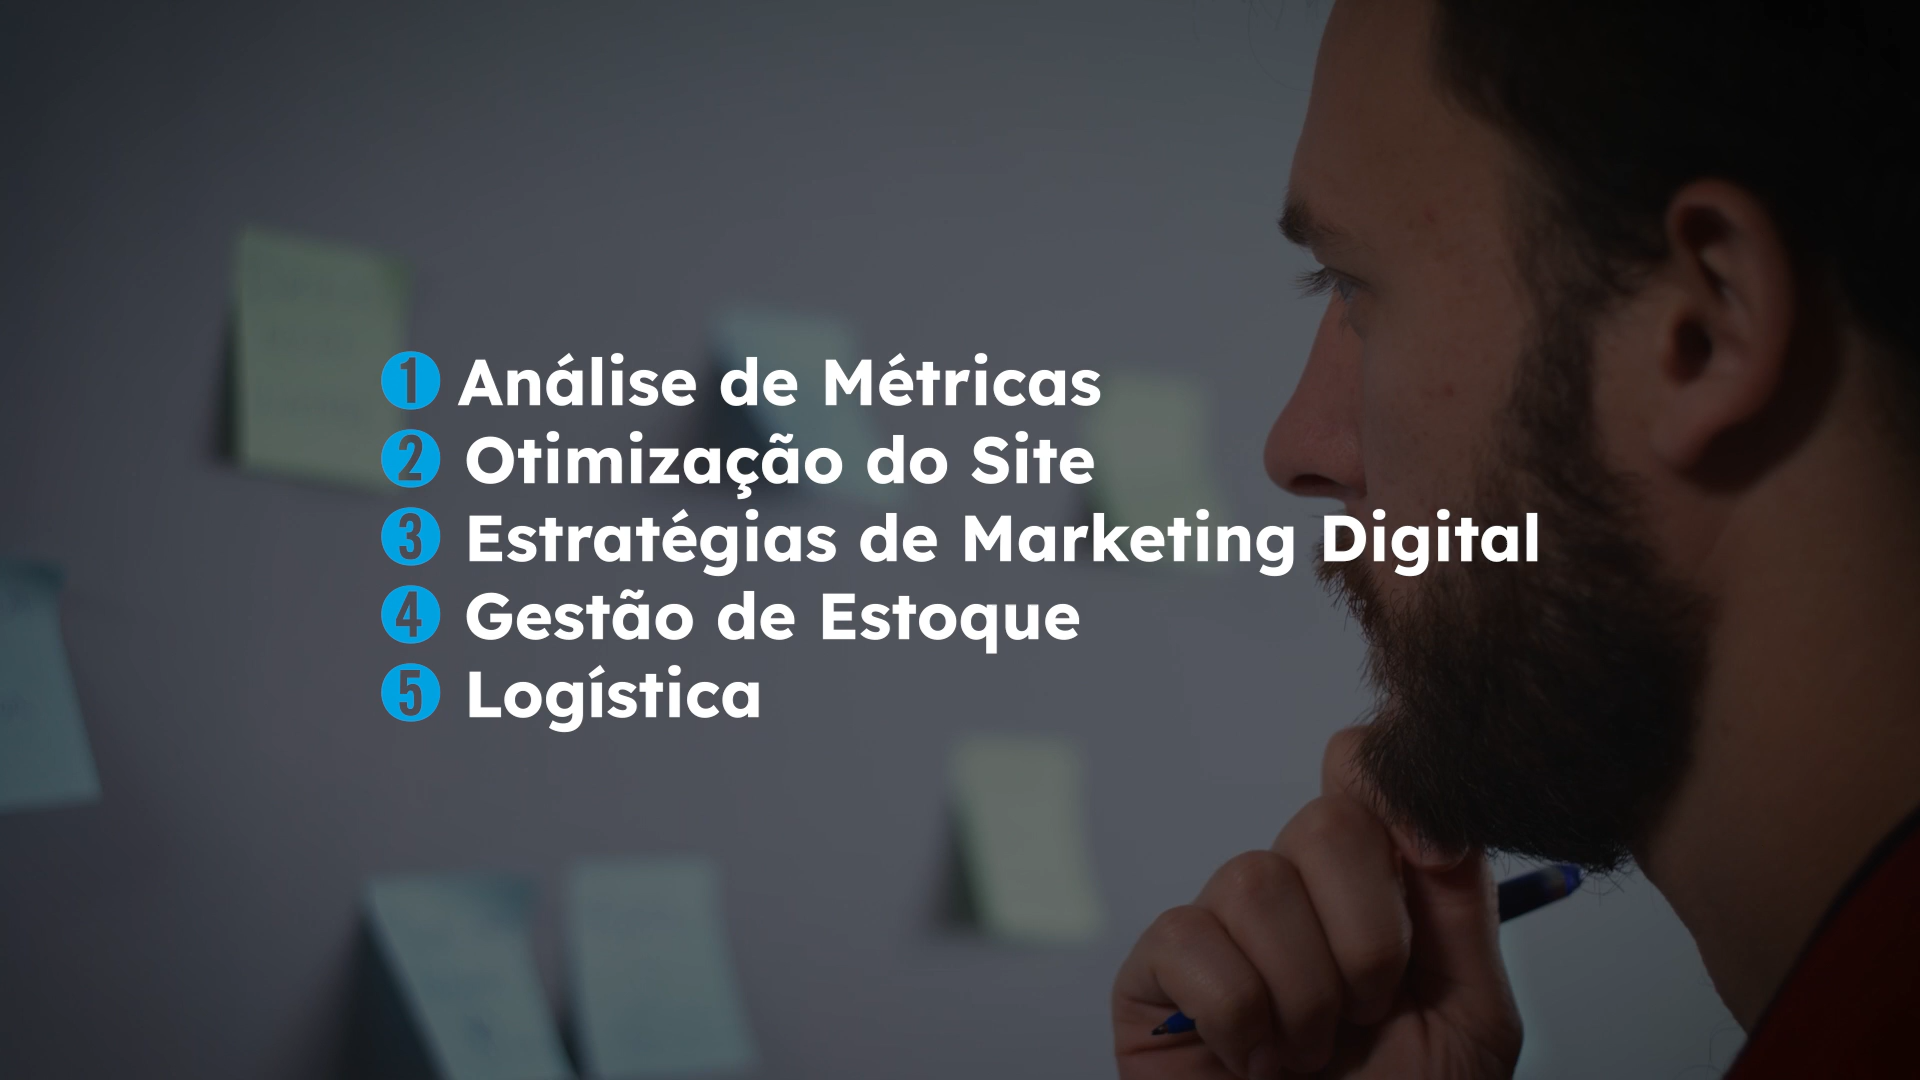 ❶ Análise de Métricas
❷ Otimização do Site
❸ Estratégias de Marketing Digital
❹ Gestão de Estoque
❺ Logística